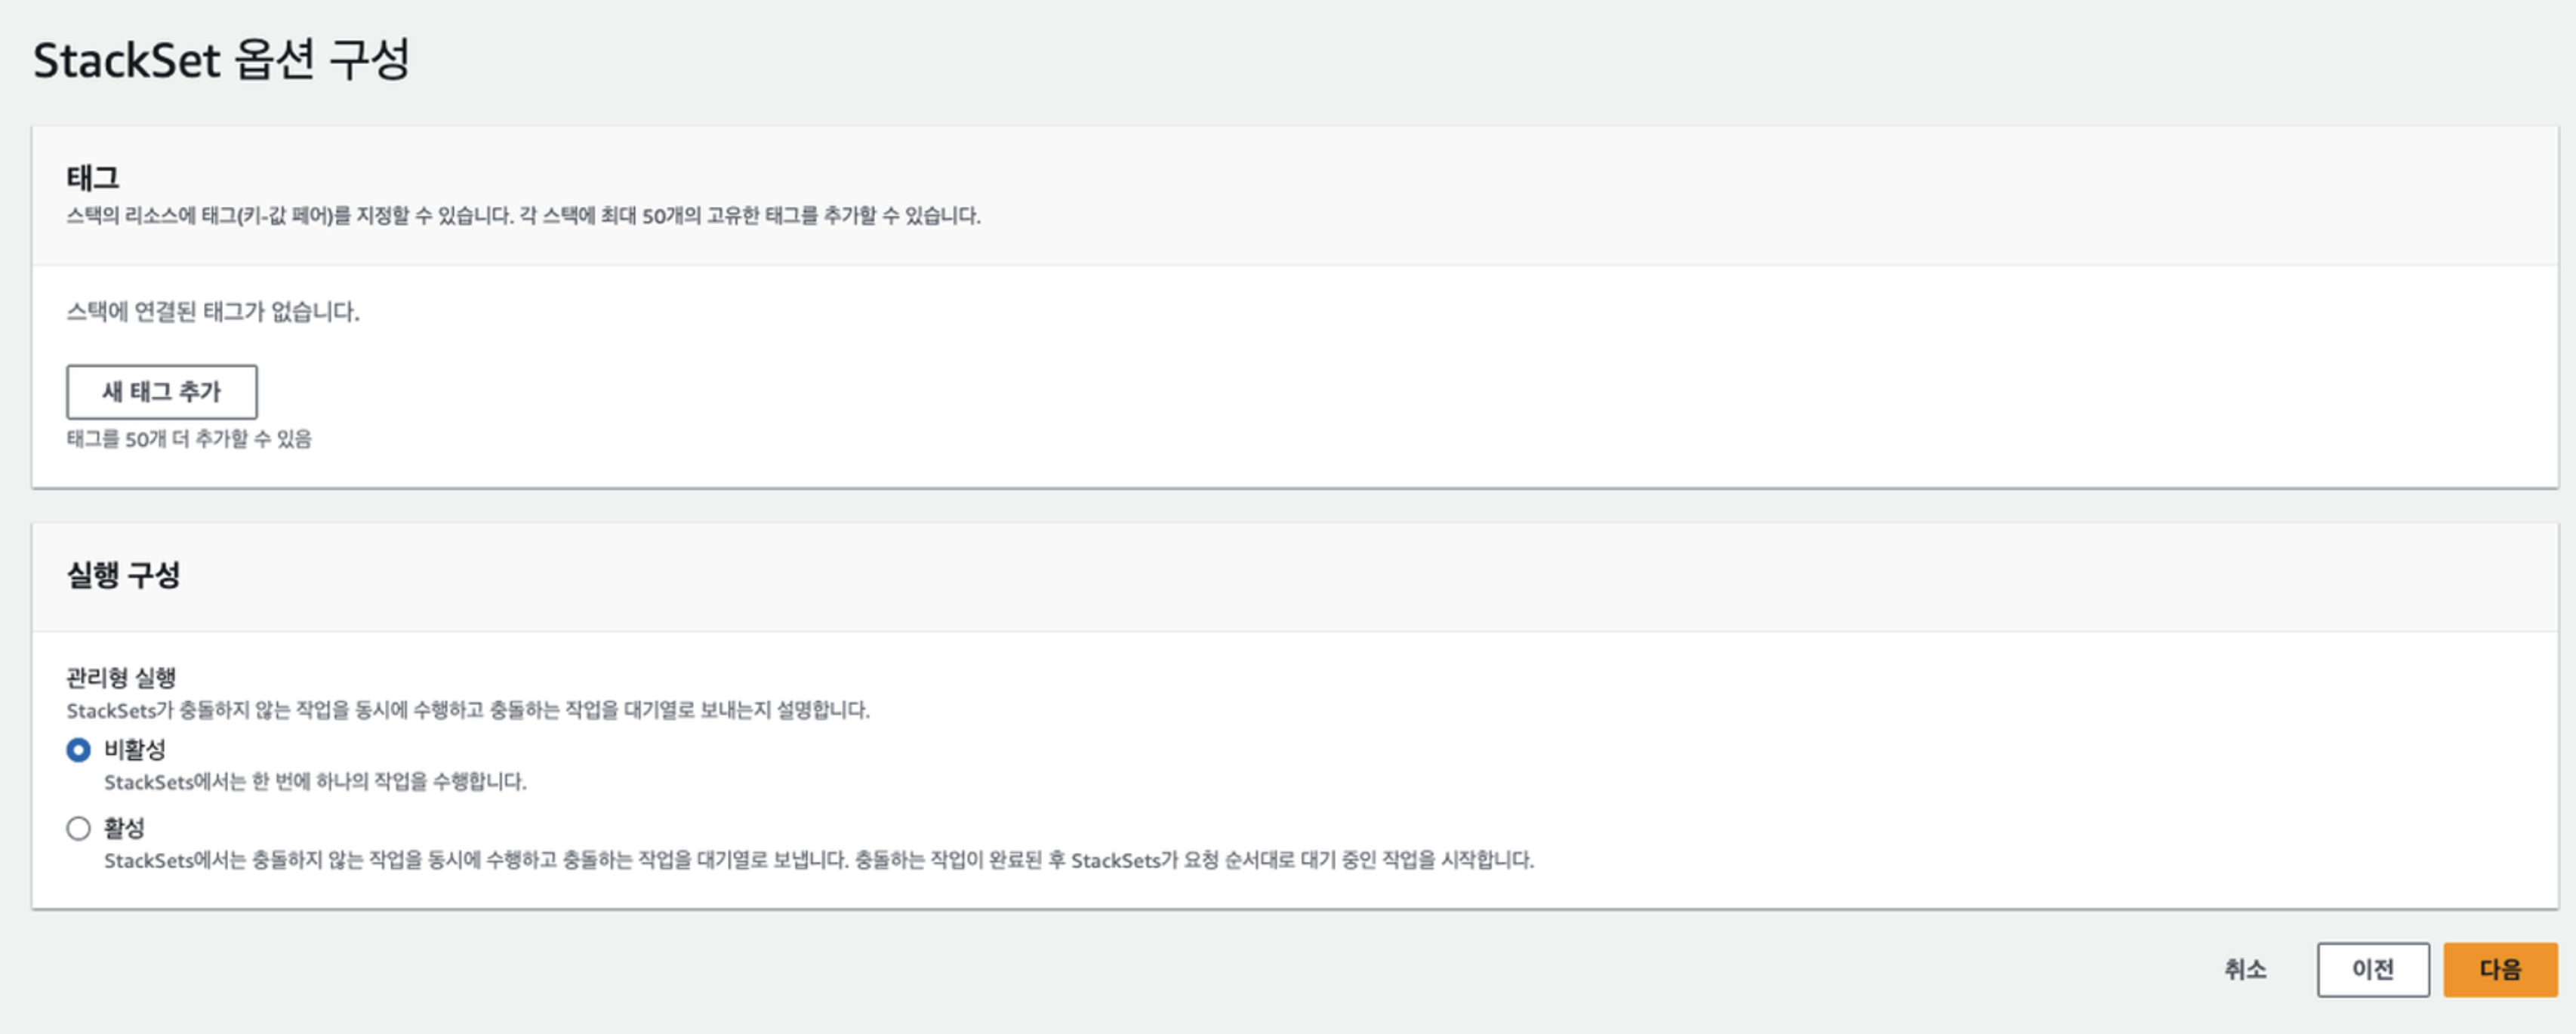 StackSet 옵션 구성
태그
스택의 리소스에 태그(키-값 페어)를 지정할 수 있습니다. 각 스택에 최대 50개의 고유한 태그를 추가할 수 있습니다.
스택에 연결된 태그가 없습니다.
새 태그 추가
태그를 50개 더 추가할 수 있음
실행 구성
관리형 실행
StackSets가 충돌하지 않는 작업을 동시에 수행하고 충돌하는 작업을 대기열로 보내는지 설명합니다.
비활성
StackSets에서는 한 번에 하나의 작업을 수행합니다.
활성
StackSets에서는 충돌하지 않는 작업을 동시에 수행하고 충돌하는 작업을 대기열로 보냅니다. 충돌하는 작업이 완료된 후 StackSets가 요청 순서대로 대기 중인 작업을 시작합니다.
취소 이전 다음